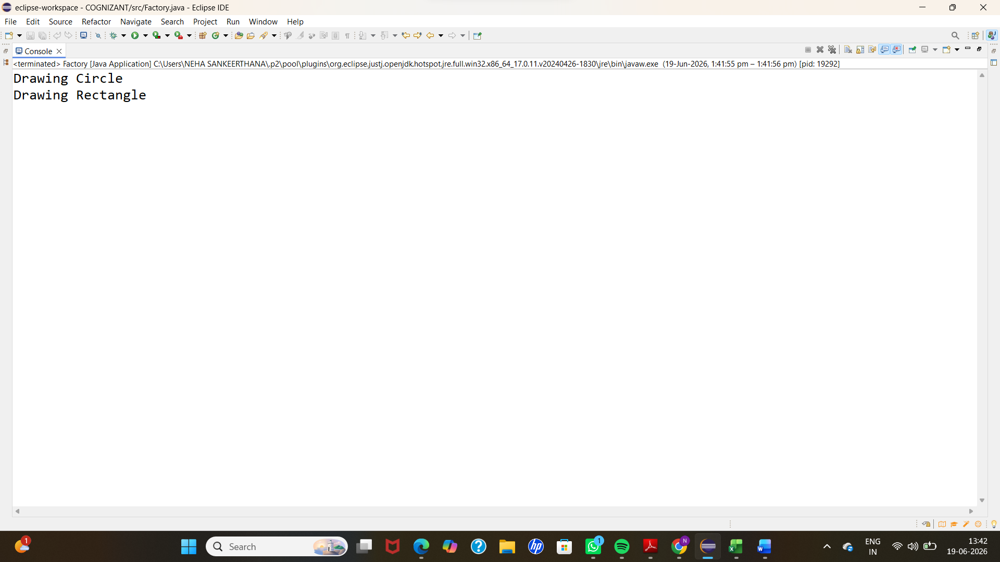 eclipse-workspace - COGNIZANT/src/Factory.java - Eclipse IDE
File Edit Source Refactor Navigate Search Project Run Window Help
Console
<terminated> Factory [Java Application] C:\Users\NEHA SANKEERTHANA\.p2\pool\plugins\org.eclipse.justj.openjdk.hotspot.jre.full.win32.x86_64_17.0.11.v20240426-1830\jre\bin\javaw.exe (19-Jun-2026, 1:41:55 pm – 1:41:56 pm) [pid: 19292]
Drawing Circle
Drawing Rectangle
1
Search
hp
1
N
ENG
IN
13:42
19-06-2026